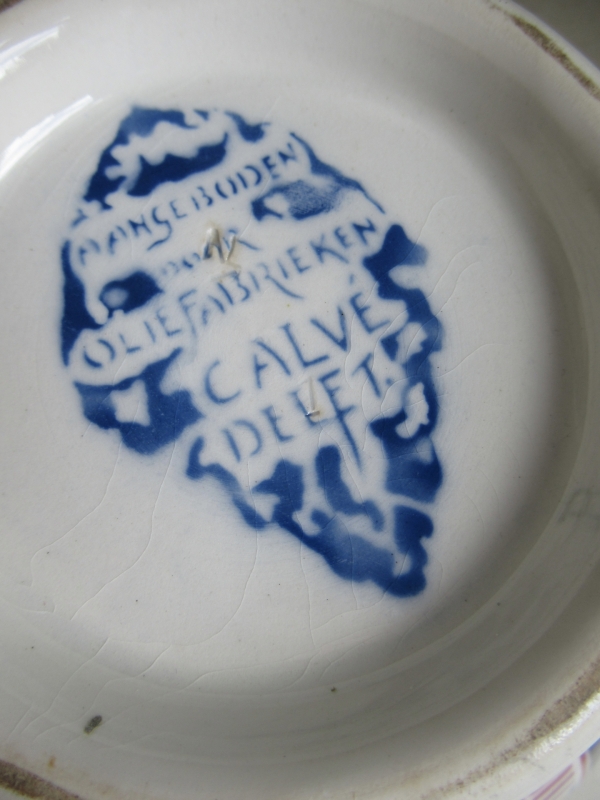 AANGEBODEN
DOOR
OLIEFABRIEKEN
CALVÉ
DELFT.